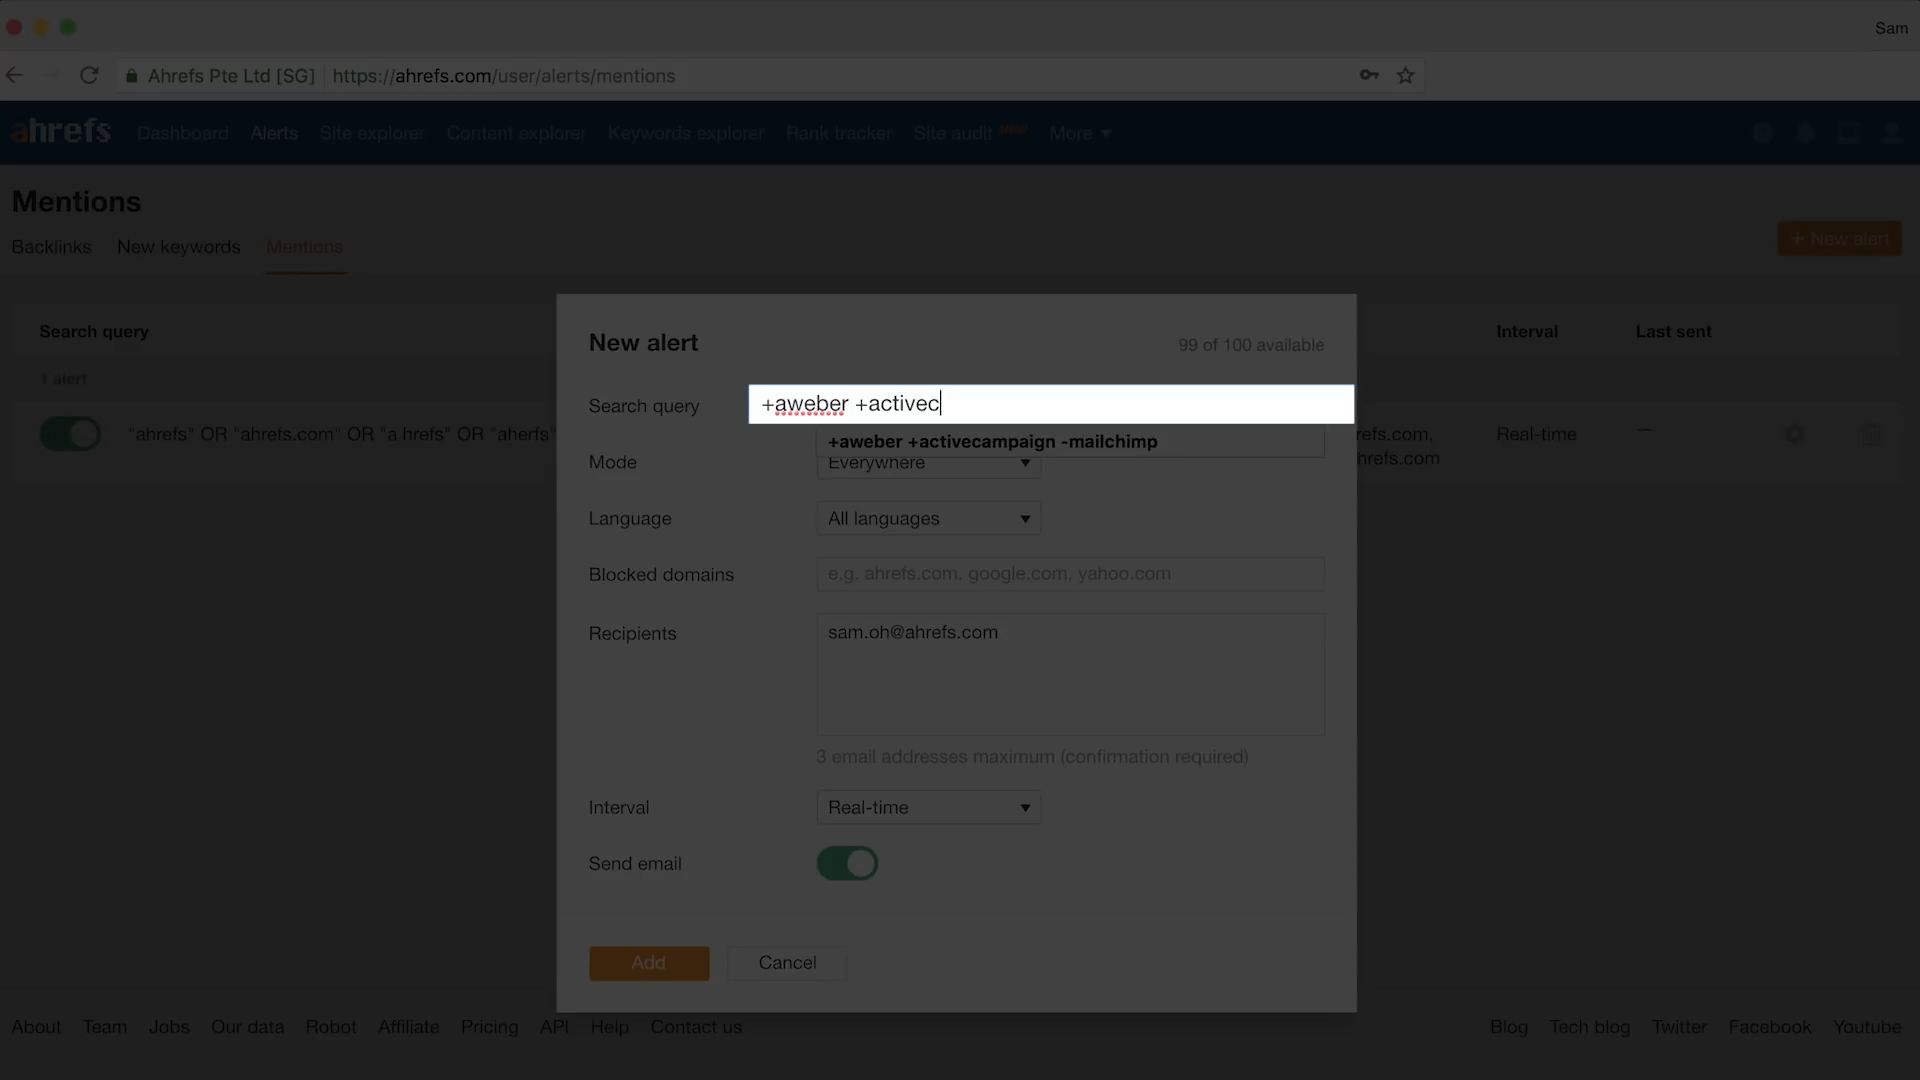 Sam
Ahrefs Pte Ltd [SG] https://ahrefs.com/user/alerts/mentions
ahrefs Dashboard Alerts Site explorer Content explorer Keywords explorer Rank tracker Site audit NEW More
Mentions
Backlinks New keywords Mentions
+ New alert
Search query Interval Last sent
1 alert
"ahrefs" OR "ahrefs.com" OR "a hrefs" OR "aherfs"
refs.com, Real-time —
hrefs.com
New alert 99 of 100 available
Search query +aweber +activec
+aweber +activecampaign -mailchimp
Mode Everywhere
Language All languages
Blocked domains e.g. ahrefs.com, google.com, yahoo.com
Recipients sam.oh@ahrefs.com
3 email addresses maximum (confirmation required)
Interval Real-time
Send email
Add Cancel
About Team Jobs Our data Robot Affiliate Pricing API Help Contact us Blog Tech blog Twitter Facebook Youtube